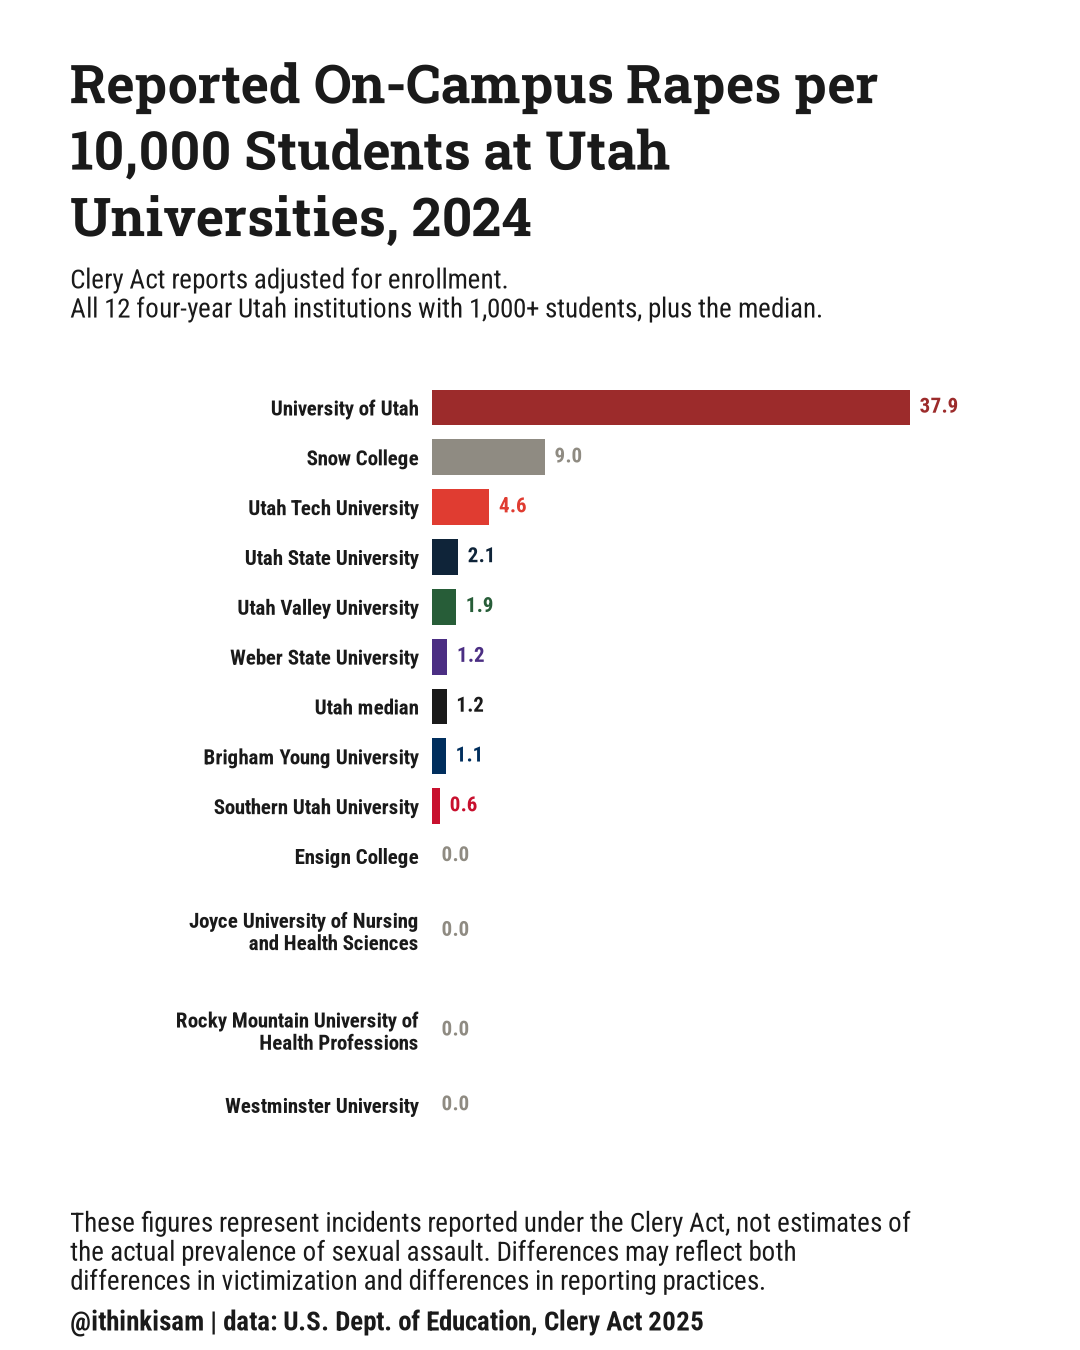 Reported On-Campus Rapes per
10,000 Students at Utah
Universities, 2024
Clery Act reports adjusted for enrollment.
All 12 four-year Utah institutions with 1,000+ students, plus the median.
University of Utah 37.9
Snow College 9.0
Utah Tech University 4.6
Utah State University 2.1
Utah Valley University 1.9
Weber State University 1.2
Utah median 1.2
Brigham Young University 1.1
Southern Utah University 0.6
Ensign College 0.0
Joyce University of Nursing
and Health Sciences 0.0
Rocky Mountain University of
Health Professions 0.0
Westminster University 0.0
These figures represent incidents reported under the Clery Act, not estimates of
the actual prevalence of sexual assault. Differences may reflect both
differences in victimization and differences in reporting practices.
@ithinkisam | data: U.S. Dept. of Education, Clery Act 2025